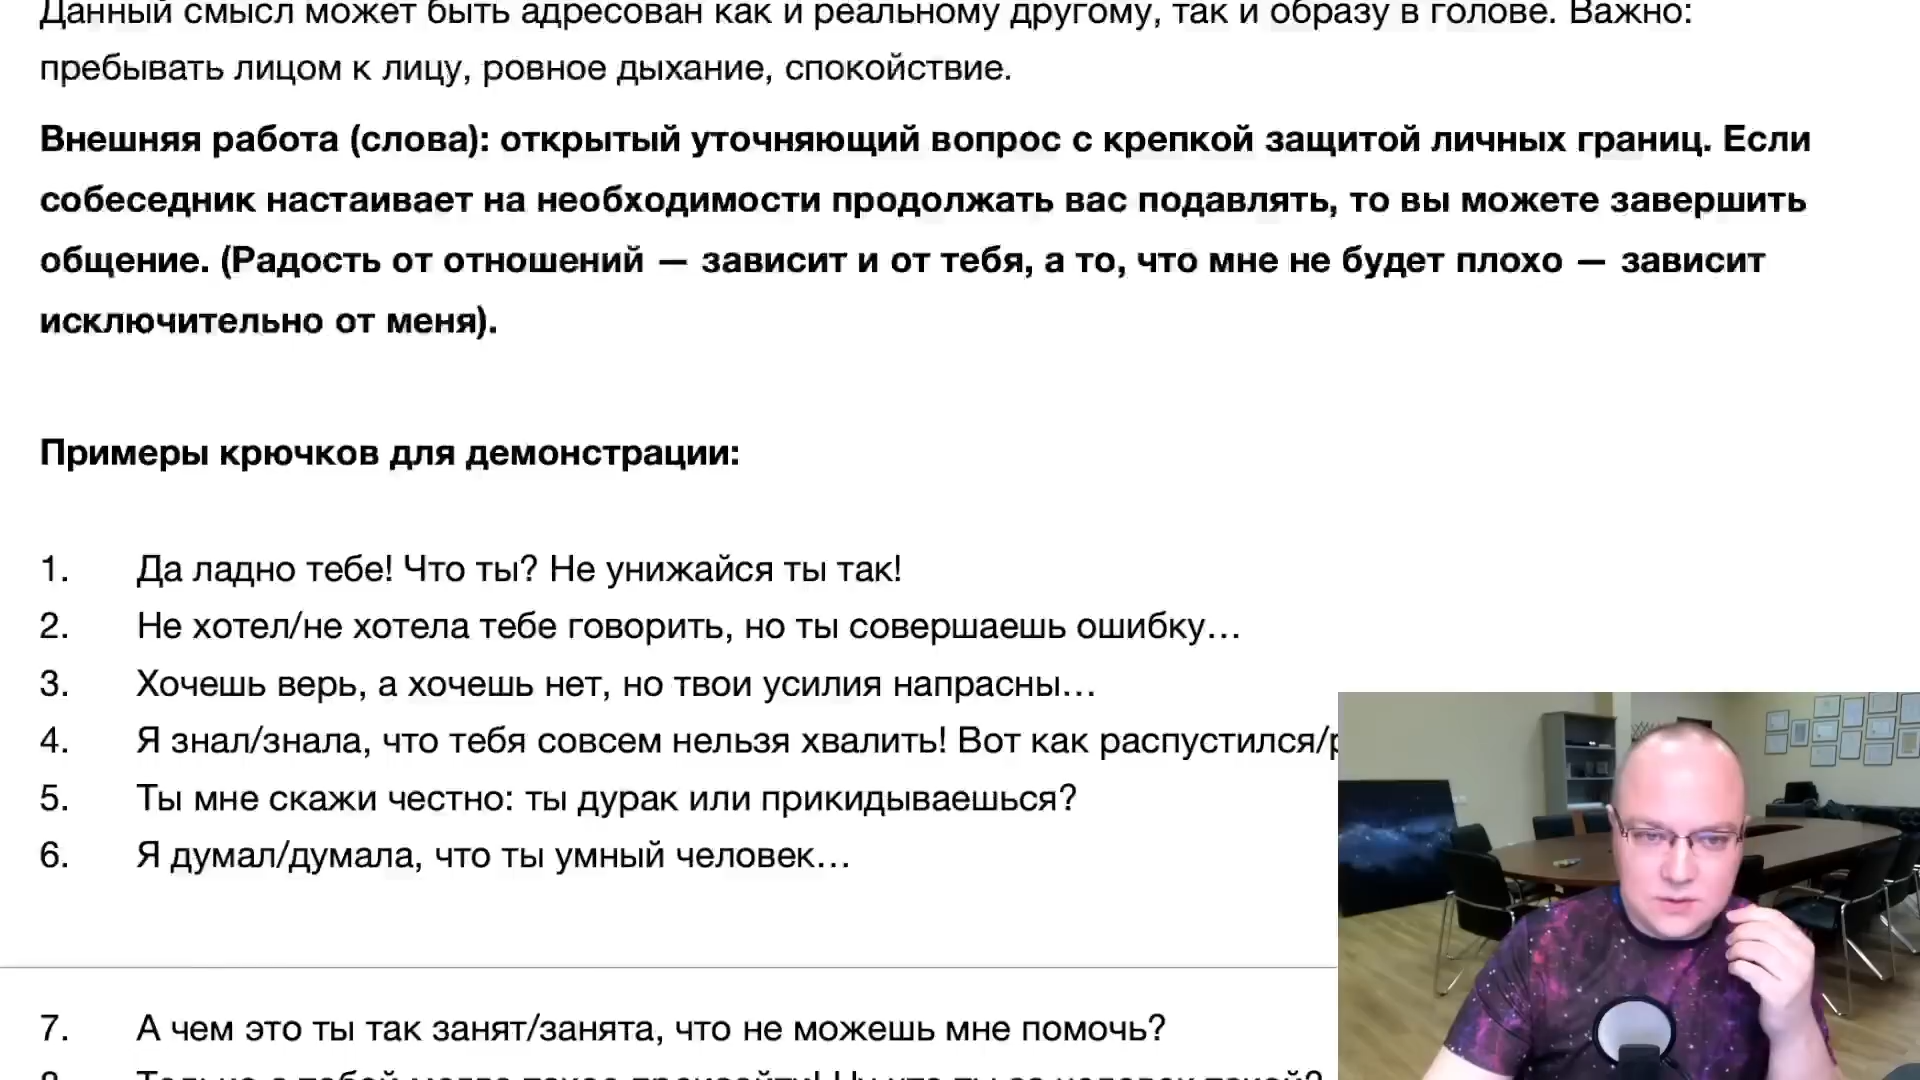 Данный смысл может быть адресован как и реальному другому, так и образу в голове. Важно:
пребывать лицом к лицу, ровное дыхание, спокойствие.
Внешняя работа (слова): открытый уточняющий вопрос с крепкой защитой личных границ. Если
собеседник настаивает на необходимости продолжать вас подавлять, то вы можете завершить
общение. (Радость от отношений — зависит и от тебя, а то, что мне не будет плохо — зависит
исключительно от меня).
Примеры крючков для демонстрации:
1. Да ладно тебе! Что ты? Не унижайся ты так!
2. Не хотел/не хотела тебе говорить, но ты совершаешь ошибку…
3. Хочешь верь, а хочешь нет, но твои усилия напрасны…
4. Я знал/знала, что тебя совсем нельзя хвалить! Вот как распустился/
5. Ты мне скажи честно: ты дурак или прикидываешься?
6. Я думал/думала, что ты умный человек…
7. А чем это ты так занят/занята, что не можешь мне помочь?